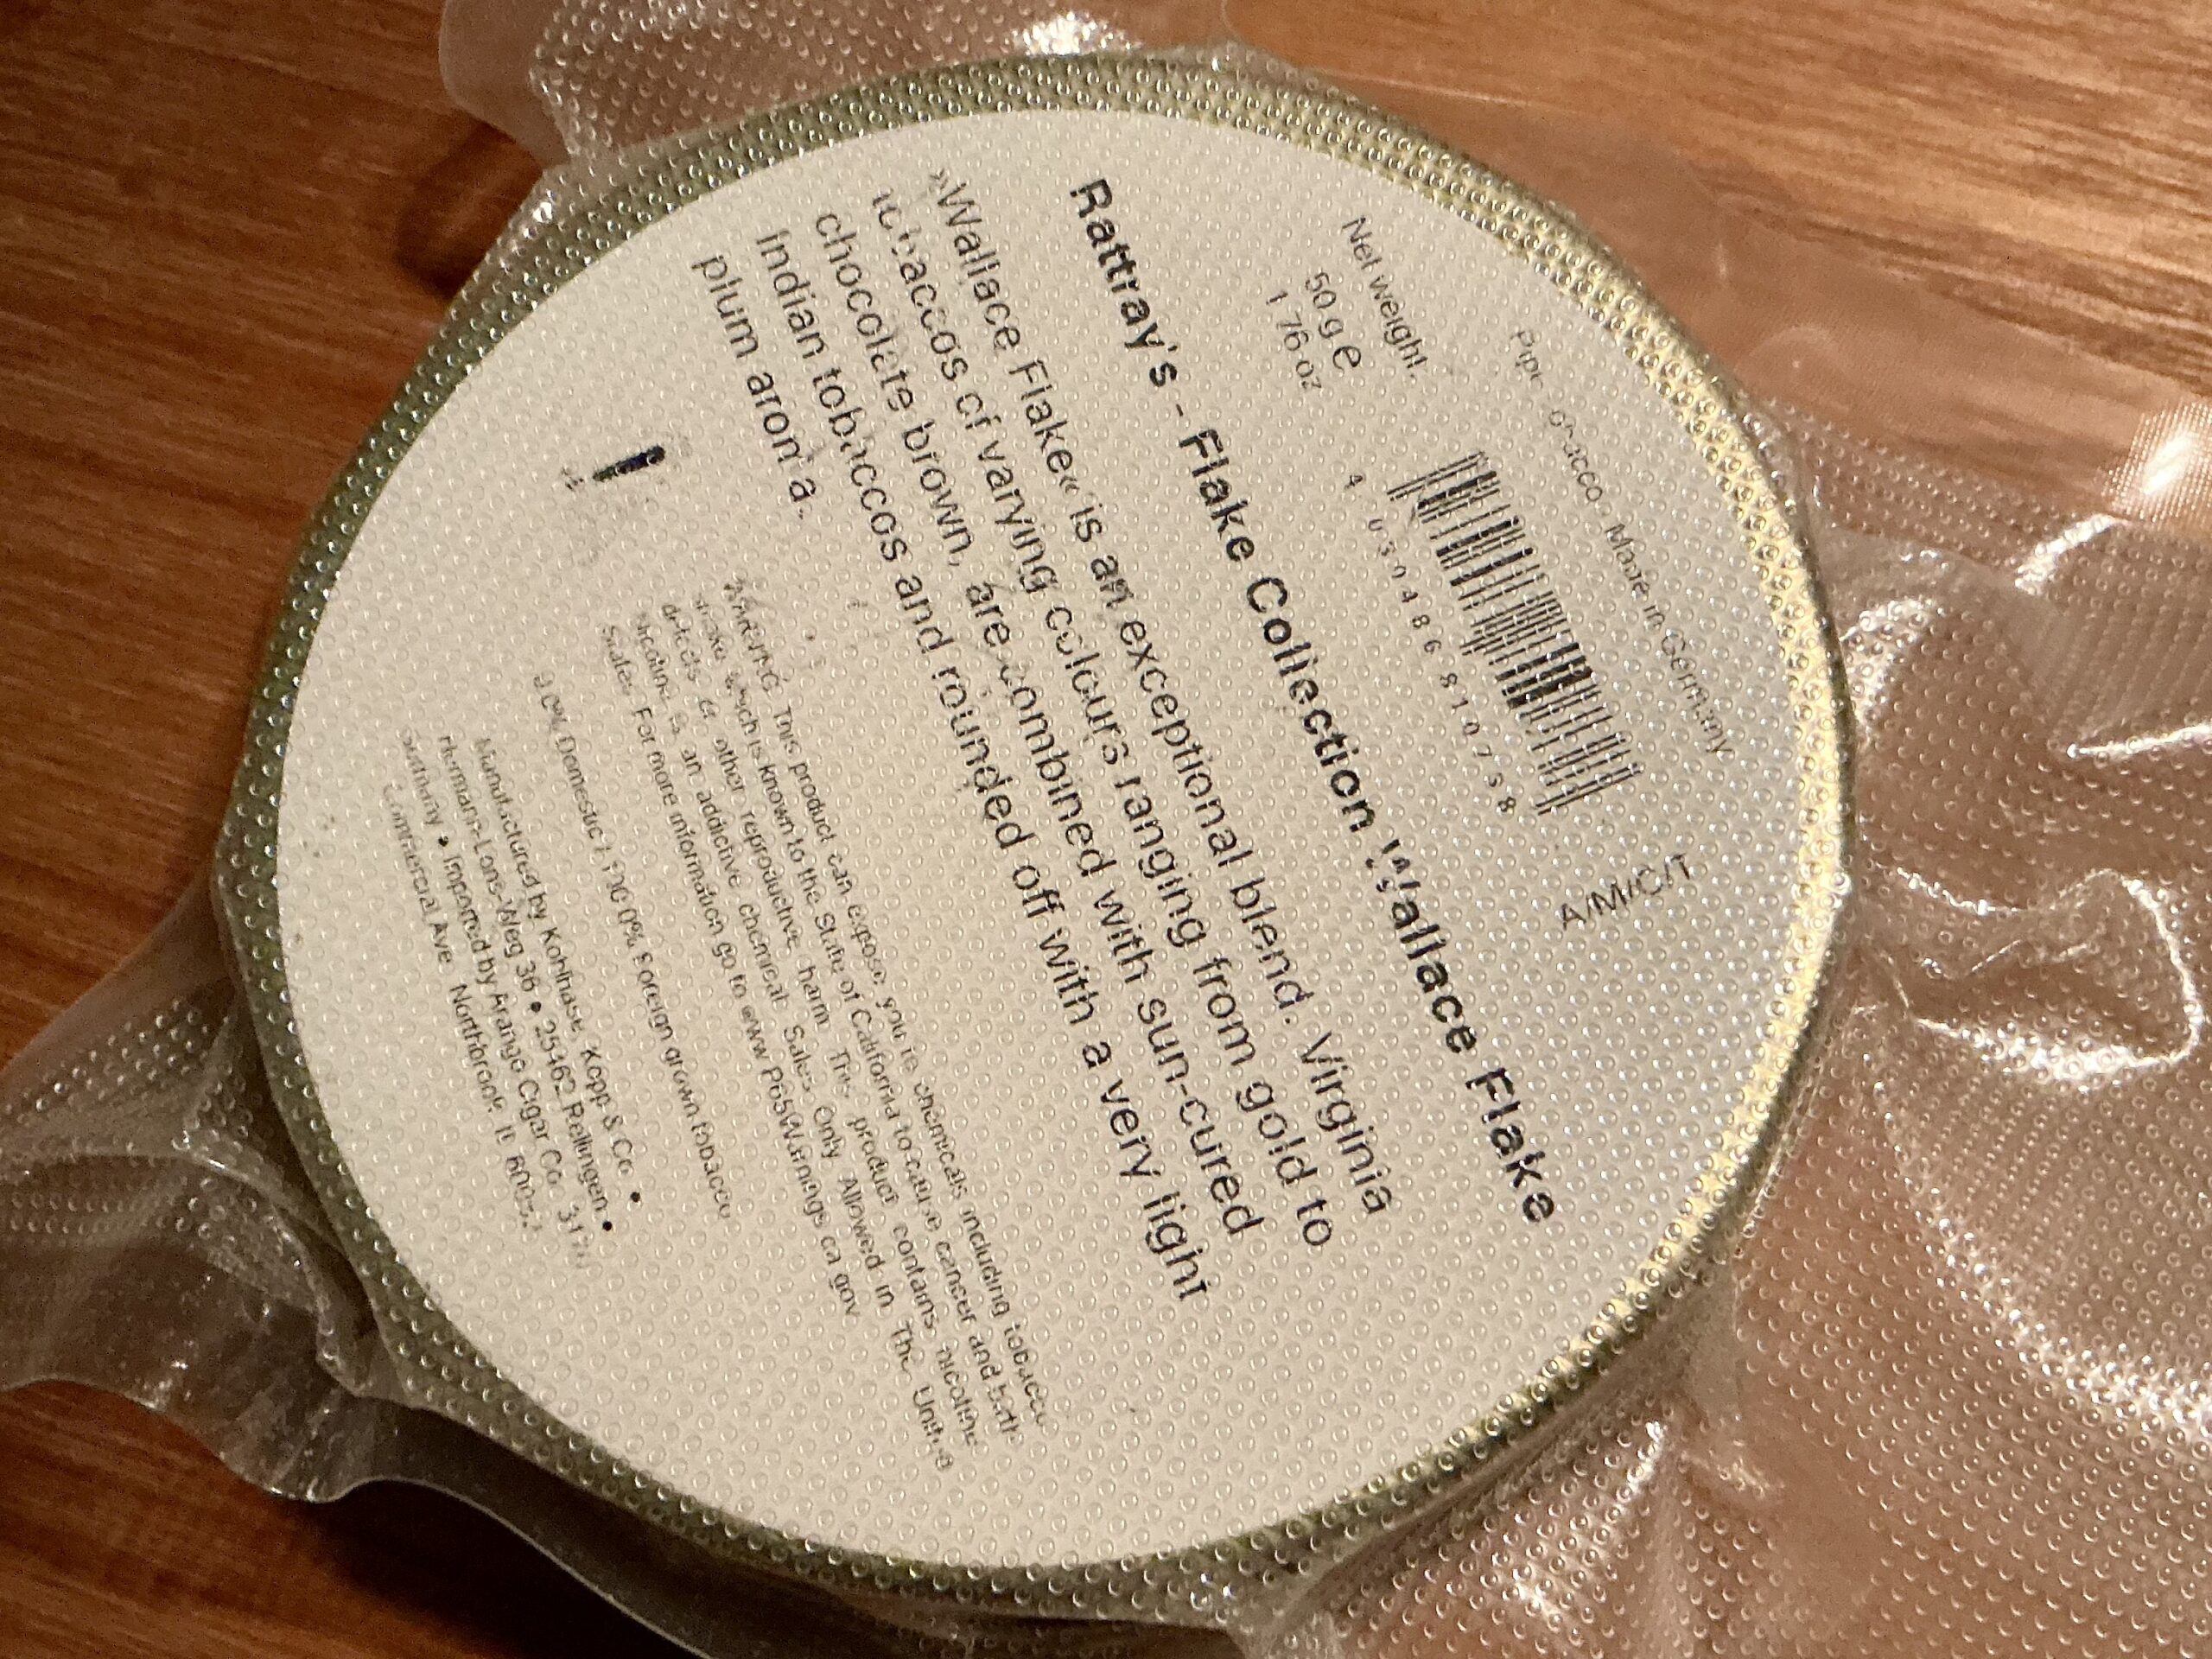 Pipe tobacco · Made in Germany
Net weight:
50 g e
1.76 oz
4 030486 810738
A/M/C/T
Rattray's - Flake Collection Wallace Flake
»Wallace Flake« is an exceptional blend. Virginia
tobaccos of varying colours ranging from gold to
chocolate brown, are combined with sun-cured
Indian tobaccos and rounded off with a very light
plum aroma.
WARNING: This product can expose you to chemicals including tobacco
smoke, which is known to the State of California to cause cancer and birth
defects or other reproductive harm. This product contains nicotine.
Nicotine is an addictive chemical. Sales Only Allowed in The United
States. For more information go to www.P65Warnings.ca.gov
Domestic / foreign grown tobacco
Manufactured by Kohlhase, Kopp & Co. •
Hermann-Löns-Weg 36 • 25462 Rellingen •
Germany • Imported by Arango Cigar Co.
Commercial Ave. Northbrook, IL